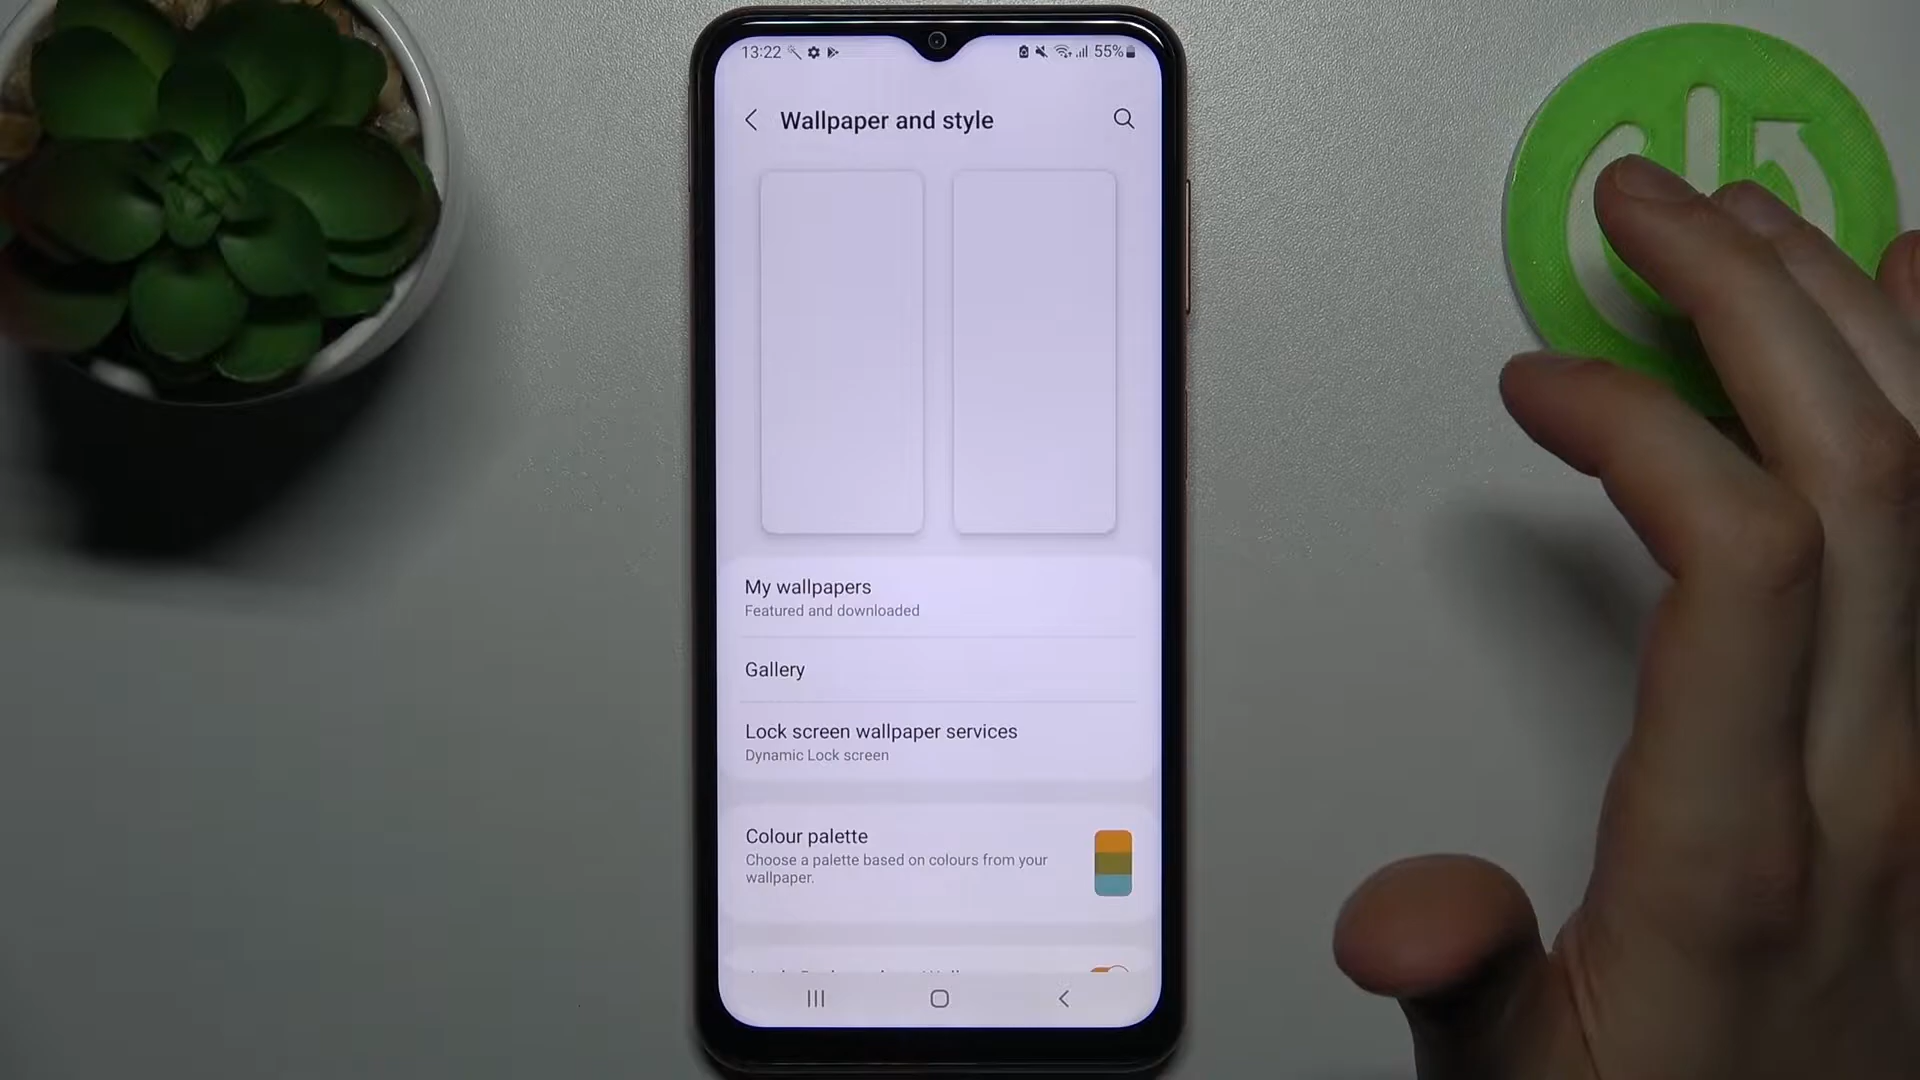 13:22
55%
Wallpaper and style
My wallpapers
Featured and downloaded
Gallery
Lock screen wallpaper services
Dynamic Lock screen
Colour palette
Choose a palette based on colours from your
wallpaper.